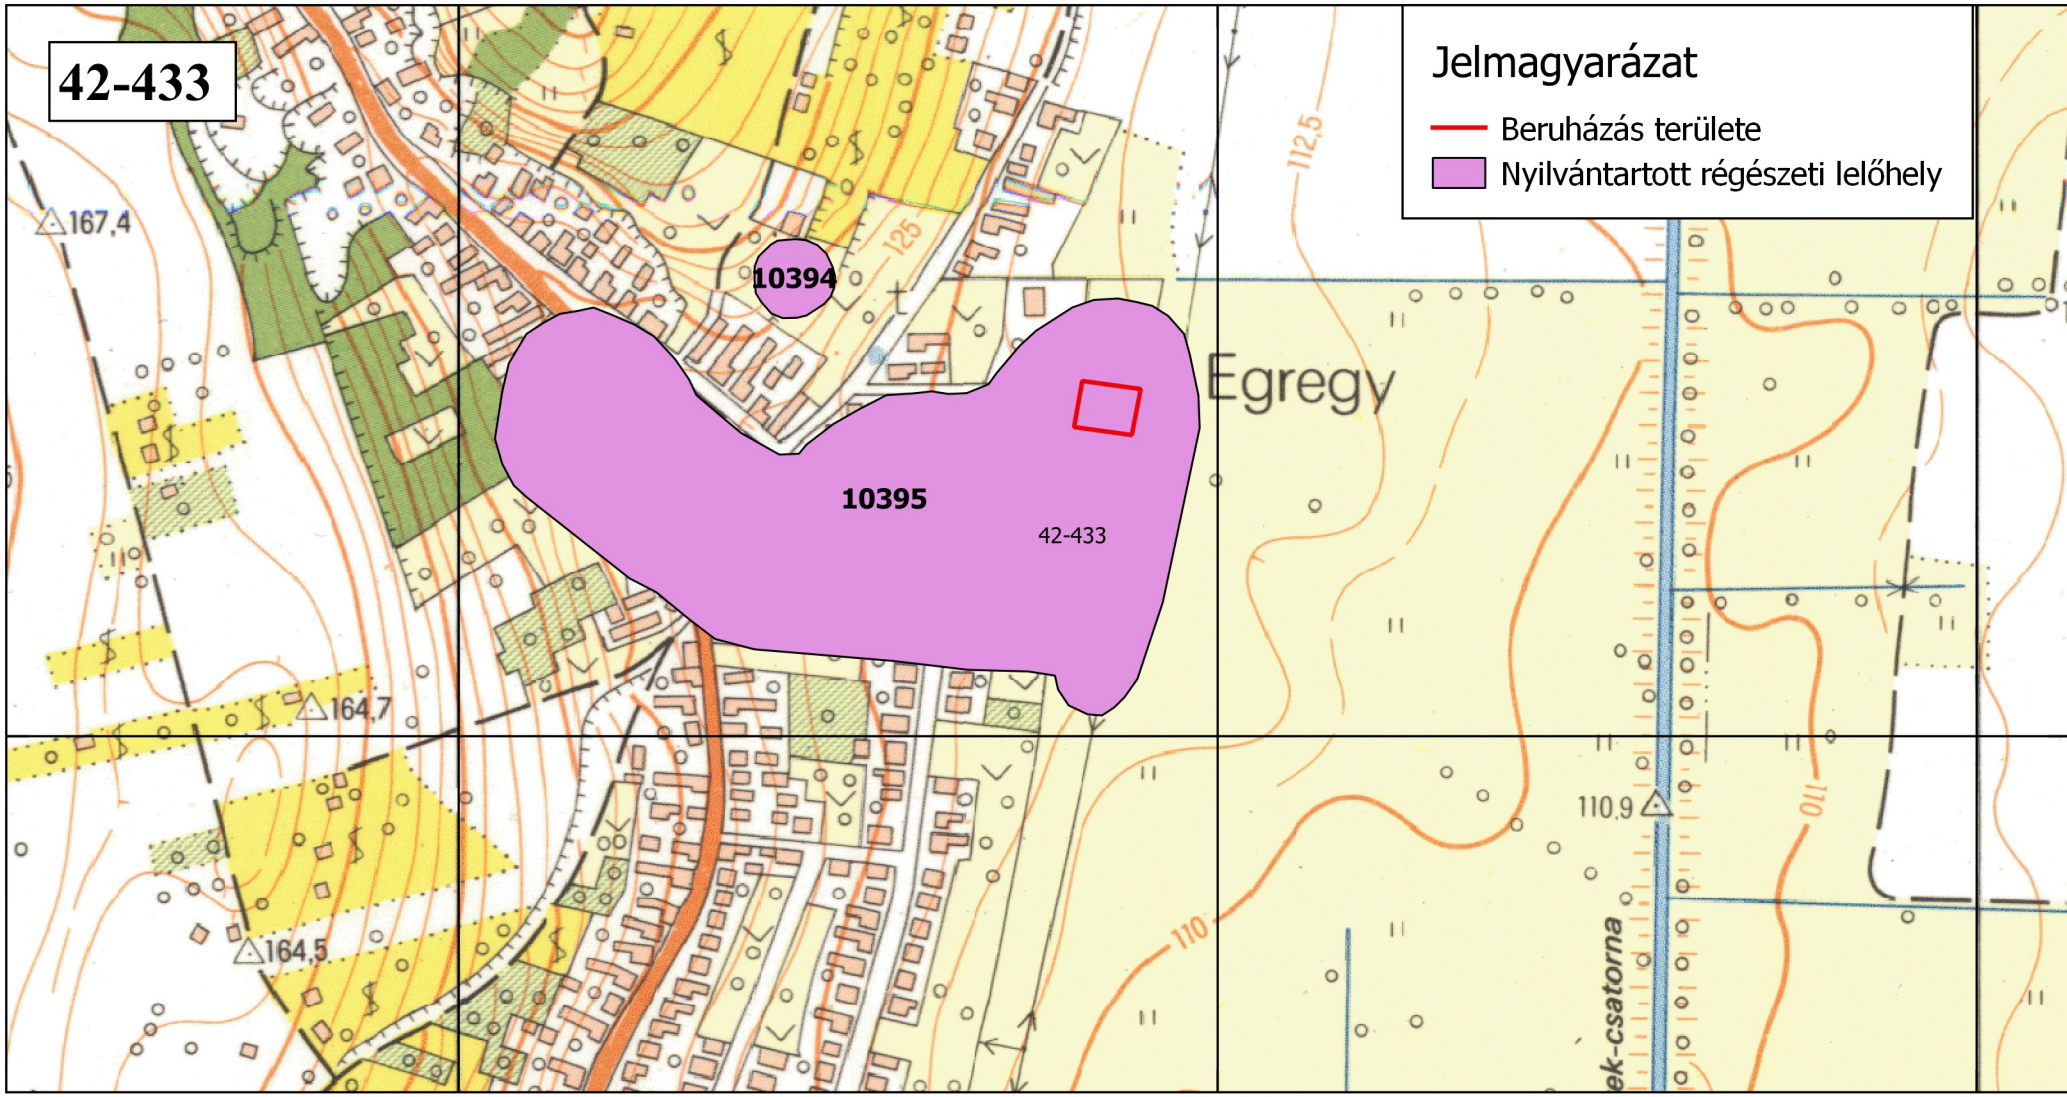 42-433
Jelmagyarázat
Beruházás területe
Nyilvántartott régészeti lelőhely
112,5
167,4
125
10394
Egregy
10395
42-433
164,7
110,9
110
110
164,5
ek-csatorna